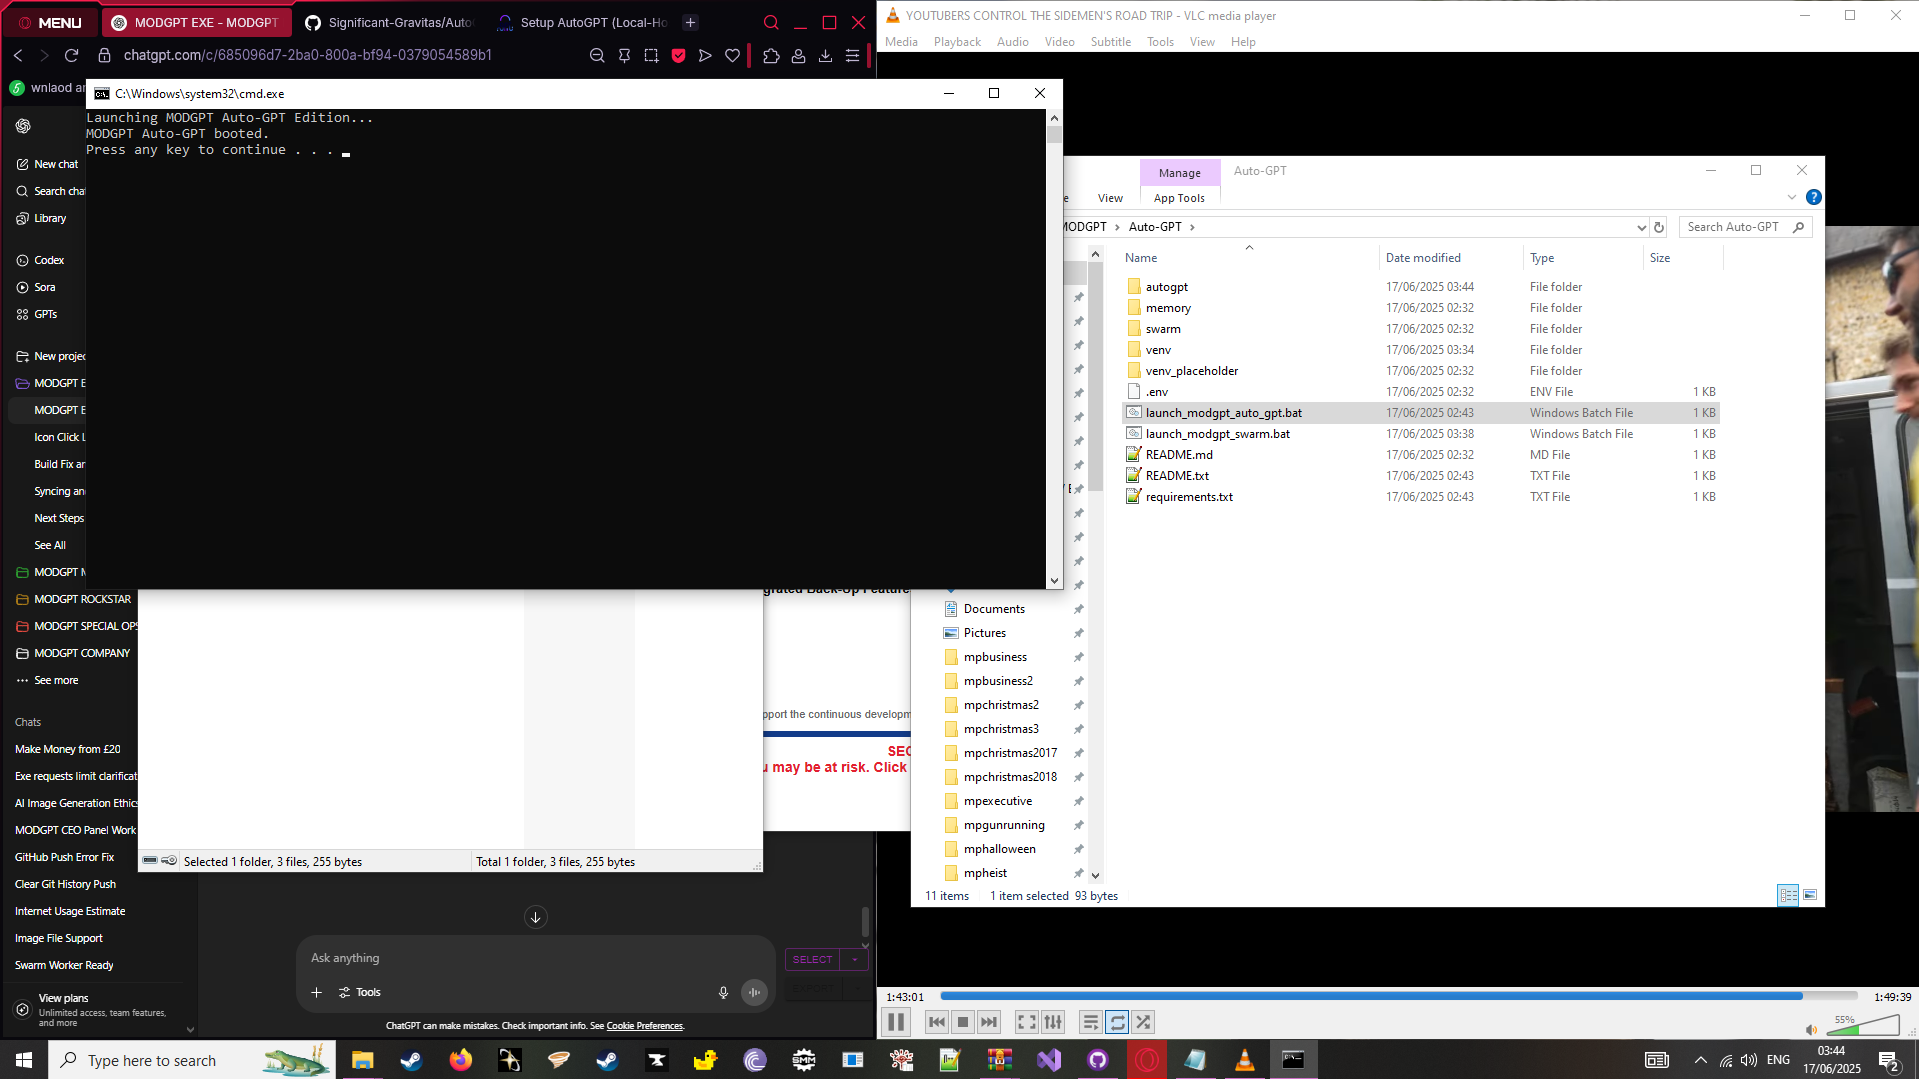 MENU
MODGPT EXE - MODGPT
Significant-Gravitas/Auto
Setup AutoGPT (Local-Ho
chatgpt.com/c/685096d7-2ba0-800a-bf94-0379054589b1
wnlaod ar
New chat
Search cha
Library
Codex
Sora
GPTs
New projec
MODGPT E
MODGPT E
Icon Click L
Build Fix ar
Syncing an
Next Steps
See All
MODGPT M
MODGPT ROCKSTAR
MODGPT SPECIAL OPS
MODGPT COMPANY
See more
Chats
Make Money from £20
Exe requests limit clarificat
AI Image Generation Ethics
MODGPT CEO Panel Work
GitHub Push Error Fix
Clear Git History Push
Internet Usage Estimate
Image File Support
Swarm Worker Ready
View plans
Unlimited access, team features,
and more
C:\Windows\system32\cmd.exe
Launching MODGPT Auto-GPT Edition...
MODGPT Auto-GPT booted.
Press any key to continue . . .
grated Back-Up Feature
pport the continuous developm
SEC
u may be at risk. Click
Selected 1 folder, 3 files, 255 bytes
Total 1 folder, 3 files, 255 bytes
Ask anything
Tools
SELECT
ChatGPT can make mistakes. Check important info. See Cookie Preferences.
YOUTUBERS CONTROL THE SIDEMEN'S ROAD TRIP - VLC media player
Media Playback Audio Video Subtitle Tools View Help
Manage
Auto-GPT
e View App Tools
MODGPT > Auto-GPT >
Search Auto-GPT
Name Date modified Type Size
autogpt 17/06/2025 03:44 File folder
memory 17/06/2025 02:32 File folder
swarm 17/06/2025 02:32 File folder
venv 17/06/2025 03:34 File folder
venv_placeholder 17/06/2025 02:32 File folder
.env 17/06/2025 02:32 ENV File 1 KB
launch_modgpt_auto_gpt.bat 17/06/2025 02:43 Windows Batch File 1 KB
launch_modgpt_swarm.bat 17/06/2025 03:38 Windows Batch File 1 KB
README.md 17/06/2025 02:32 MD File 1 KB
README.txt 17/06/2025 02:43 TXT File 1 KB
requirements.txt 17/06/2025 02:43 TXT File 1 KB
Documents
Pictures
mpbusiness
mpbusiness2
mpchristmas2
mpchristmas3
mpchristmas2017
mpchristmas2018
mpexecutive
mpgunrunning
mphalloween
mpheist
11 items 1 item selected 93 bytes
1:43:01
1:49:39
55%
Type here to search
SMM
ENG
03:44
17/06/2025
2